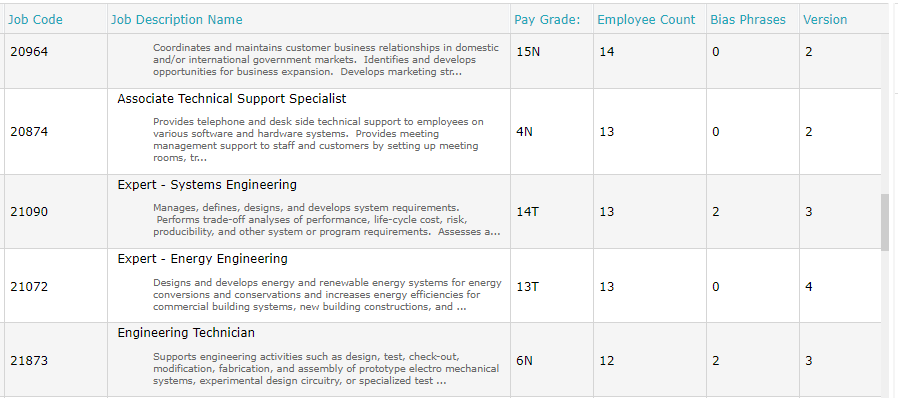 Job Code Job Description Name Pay Grade: Employee Count Bias Phrases Version
20964 15N 14 0 2
Coordinates and maintains customer business relationships in domestic
and/or international government markets.  Identifies and develops
opportunities for business expansion.  Develops marketing str...
Associate Technical Support Specialist
20874 4N 13 0 2
Provides telephone and desk side technical support to employees on
various software and hardware systems.  Provides meeting
management support to staff and customers by setting up meeting
rooms, tr...
Expert - Systems Engineering
21090 14T 13 2 3
Manages, defines, designs, and develops system requirements.
Performs trade-off analyses of performance, life-cycle cost, risk,
producibility, and other system or program requirements.  Assesses a...
Expert - Energy Engineering
21072 13T 13 0 4
Designs and develops energy and renewable energy systems for energy
conversions and conservations and increases energy efficiencies for
commercial building systems, new building constructions, and ...
Engineering Technician
21873 6N 12 2 3
Supports engineering activities such as design, test, check-out,
modification, fabrication, and assembly of prototype electro mechanical
systems, experimental design circuitry, or specialized test ...